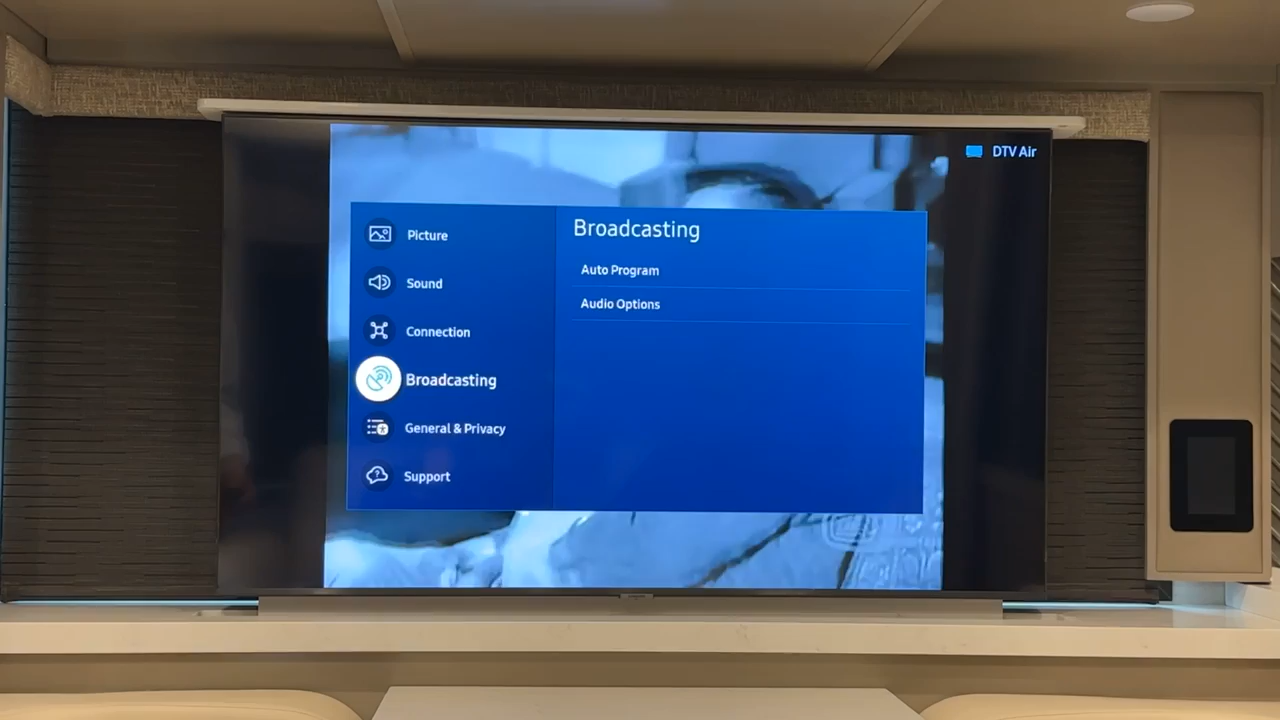 DTV Air
Picture
Sound
Connection
Broadcasting
General & Privacy
Support
Broadcasting
Auto Program
Audio Options